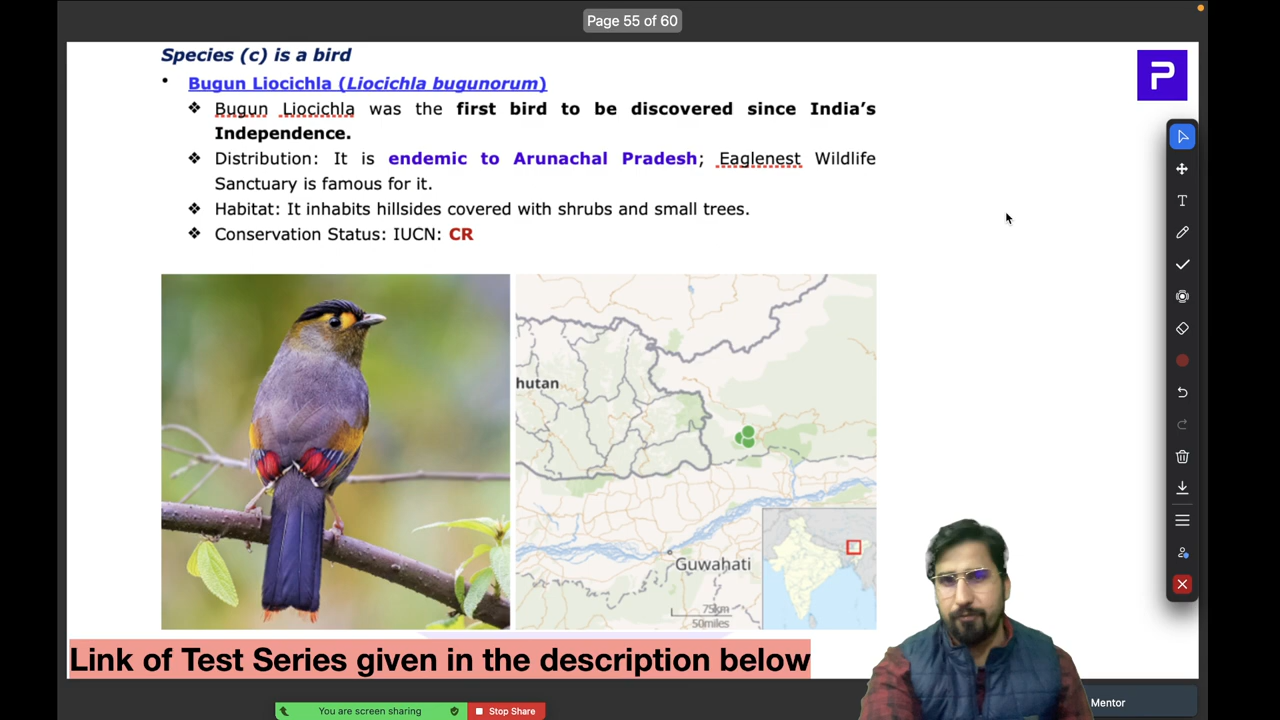 Page 55 of 60
Species (c) is a bird
• Bugun Liocichla (Liocichla bugunorum)
❖ Bugun Liocichla was the first bird to be discovered since India’s
Independence.
❖ Distribution: It is endemic to Arunachal Pradesh; Eaglenest Wildlife
Sanctuary is famous for it.
❖ Habitat: It inhabits hillsides covered with shrubs and small trees.
❖ Conservation Status: IUCN: CR
hutan
Guwahati
75km
50miles
Link of Test Series given in the description below
You are screen sharing
Stop Share
Mentor